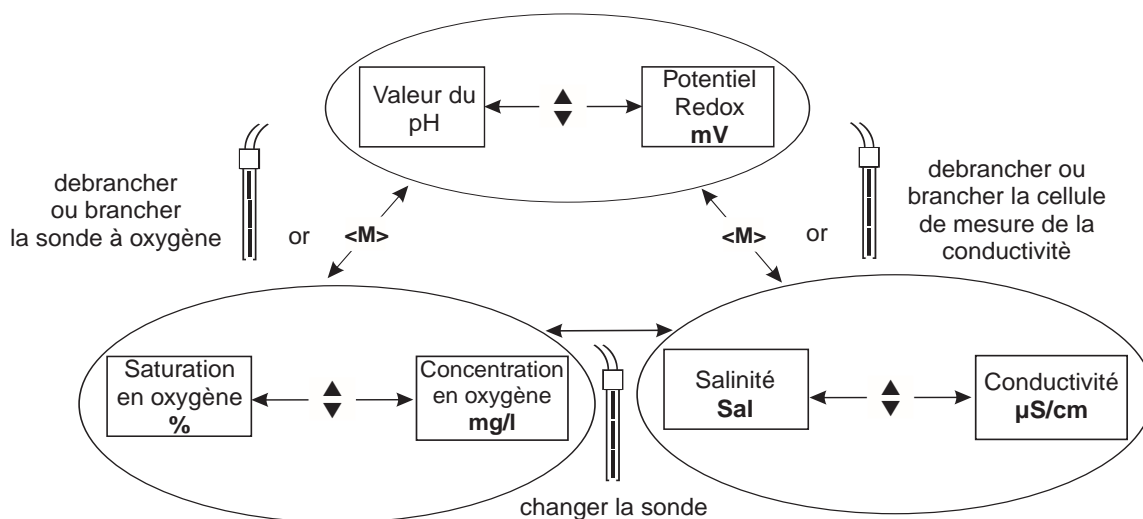 Valeur du
pH
Potentiel
Redox
mV
debrancher
ou brancher
la sonde à oxygène
or
<M>
<M>
or
debrancher ou
brancher la cellule
de mesure de la
conductivitè
Saturation
en oxygène
%
Concentration
en oxygène
mg/l
Salinité
Sal
Conductivité
µS/cm
changer la sonde